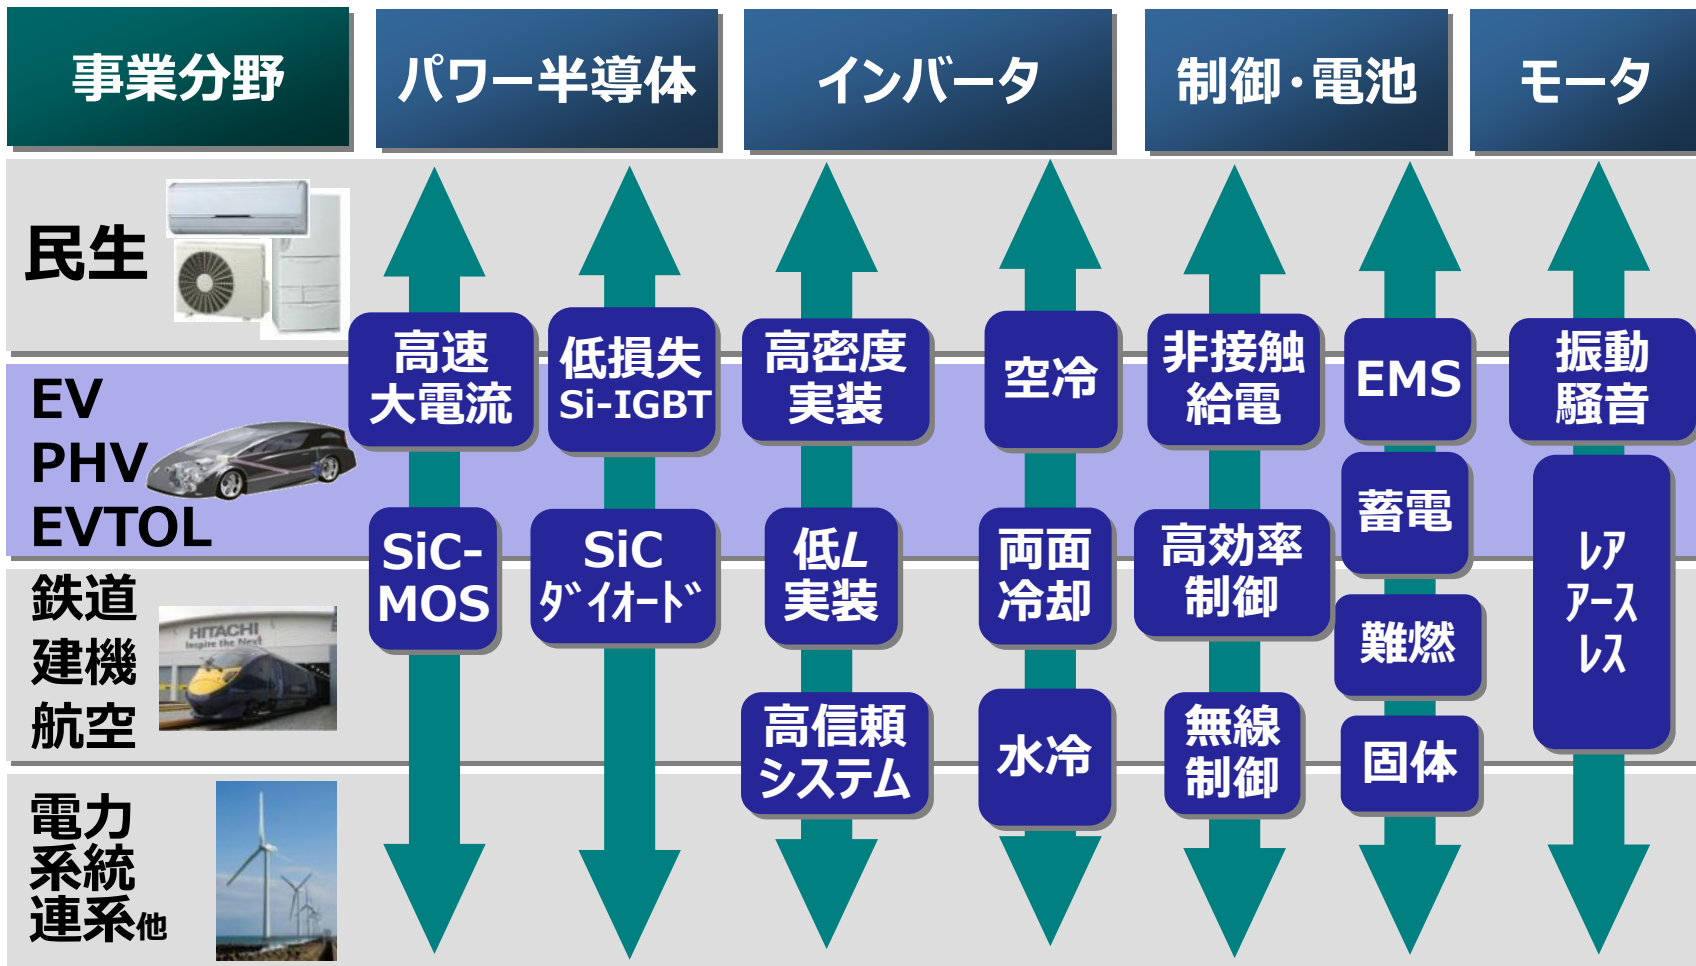 事業分野
パワー半導体
インバータ
制御・電池
モータ
民生
EV
PHV
EVTOL
鉄道
建機
航空
HITACHI
Inspire the Next
電力
系統
連系他
高速
大電流
SiC-
MOS
低損失
Si-IGBT
SiC
ﾀﾞｲｵｰﾄﾞ
高密度
実装
低L
実装
高信頼
システム
空冷
両面
冷却
水冷
非接触
給電
高効率
制御
無線
制御
EMS
蓄電
難燃
固体
振動
騒音
ﾚｱ
ｱｰｽ
ﾚｽ